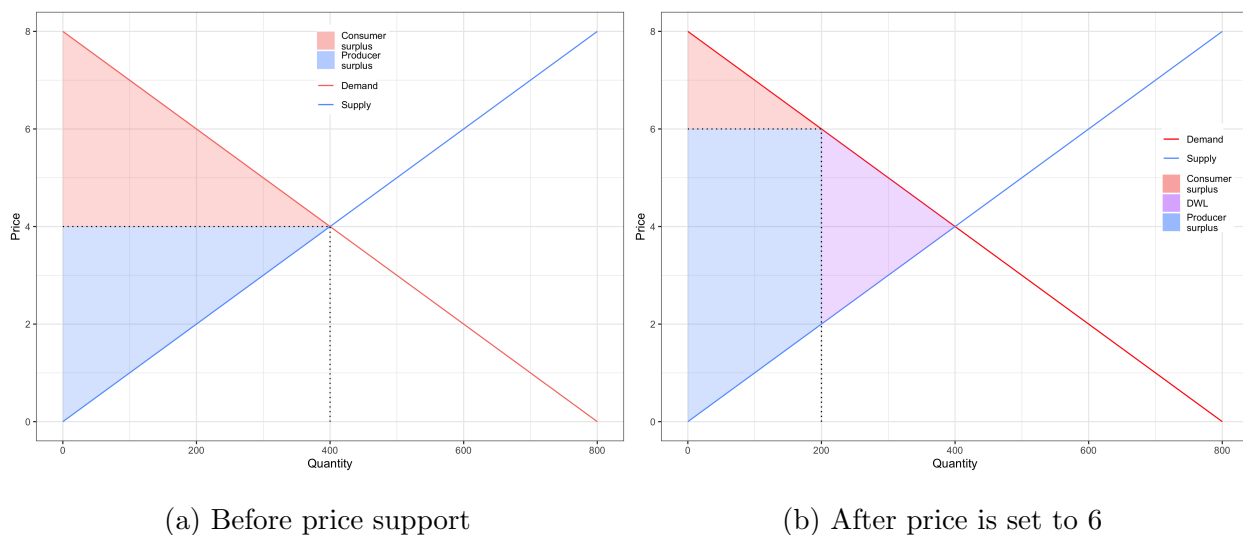 8
6
4
2
0
Price
Consumer
surplus
Producer
surplus
Demand
Supply
0
200
400
600
800
Quantity
(a) Before price support
8
6
4
2
0
Price
Demand
Supply
Consumer
surplus
DWL
Producer
surplus
0
200
400
600
800
Quantity
(b) After price is set to 6